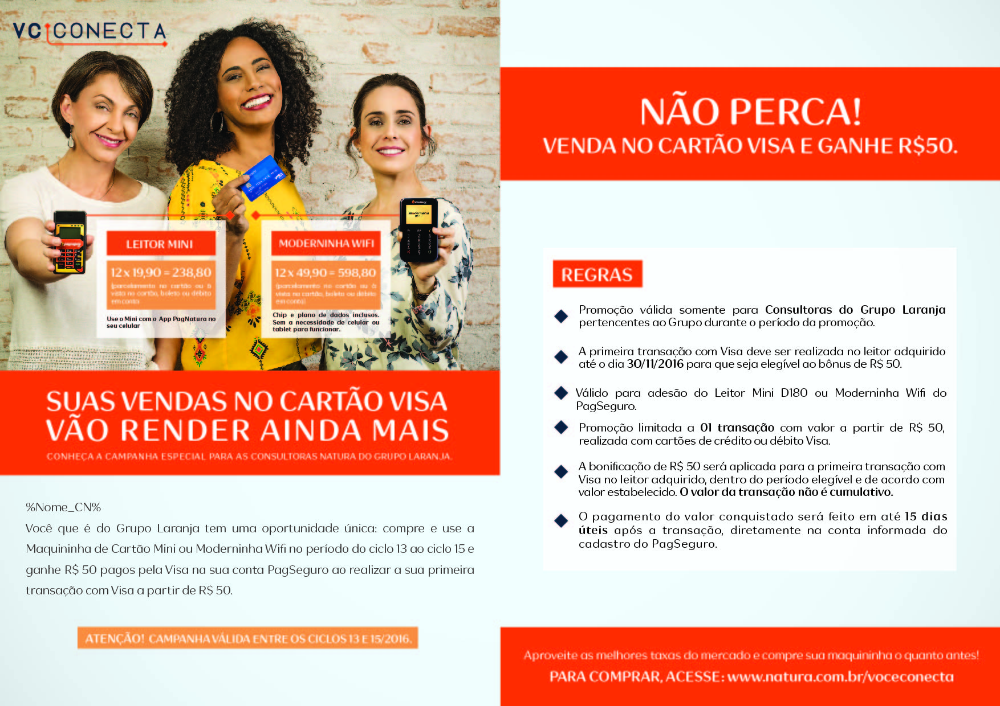 VC CONECTA
VISA
moderninha
LEITOR MINI
12 x 19,90 = 238,80
(parcelamento no cartão ou à
vista no cartão, boleto ou débito
em conta)
Use o Mini com o App PagNatura no
seu celular
MODERNINHA WIFI
12 x 49,90 = 598,80
(parcelamento no cartão ou à
vista no cartão, boleto ou débito
em conta)
Chip e plano de dados inclusos.
Sem a necessidade de celular ou
tablet para funcionar.
SUAS VENDAS NO CARTÃO VISA
VÃO RENDER AINDA MAIS
CONHEÇA A CAMPANHA ESPECIAL PARA AS CONSULTORAS NATURA DO GRUPO LARANJA.
%Nome_CN%
Você que é do Grupo Laranja tem uma oportunidade única: compre e use a
Maquininha de Cartão Mini ou Moderninha Wifi no período do ciclo 13 ao ciclo 15 e
ganhe R$ 50 pagos pela Visa na sua conta PagSeguro ao realizar a sua primeira
transação com Visa a partir de R$ 50.
ATENÇÃO! CAMPANHA VÁLIDA ENTRE OS CICLOS 13 E 15/2016.
NÃO PERCA!
VENDA NO CARTÃO VISA E GANHE R$50.
REGRAS
Promoção válida somente para Consultoras do Grupo Laranja
pertencentes ao Grupo durante o período da promoção.
A primeira transação com Visa deve ser realizada no leitor adquirido
até o dia 30/11/2016 para que seja elegível ao bônus de R$ 50.
Válido para adesão do Leitor Mini D180 ou Moderninha Wifi do
PagSeguro.
Promoção limitada a 01 transação com valor a partir de R$ 50,
realizada com cartões de crédito ou débito Visa.
A bonificação de R$ 50 será aplicada para a primeira transação com
Visa no leitor adquirido, dentro do período elegível e de acordo com
valor estabelecido. O valor da transação não é cumulativo.
O pagamento do valor conquistado será feito em até 15 dias
úteis após a transação, diretamente na conta informada do
cadastro do PagSeguro.
Aproveite as melhores taxas do mercado e compre sua maquininha o quanto antes!
PARA COMPRAR, ACESSE: www.natura.com.br/voceconecta